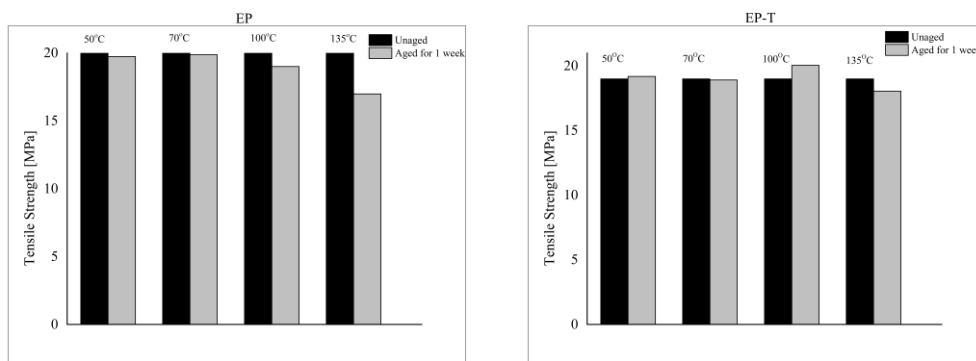 EP
50°C 70°C 100°C 135°C
Unaged
Aged for 1 week
20
15
10
5
0
Tensile Strength [MPa]
EP-T
50°C 70°C 100°C 135°C
Unaged
Aged for 1 wee
20
15
10
5
0
Tensile Strength [MPa]